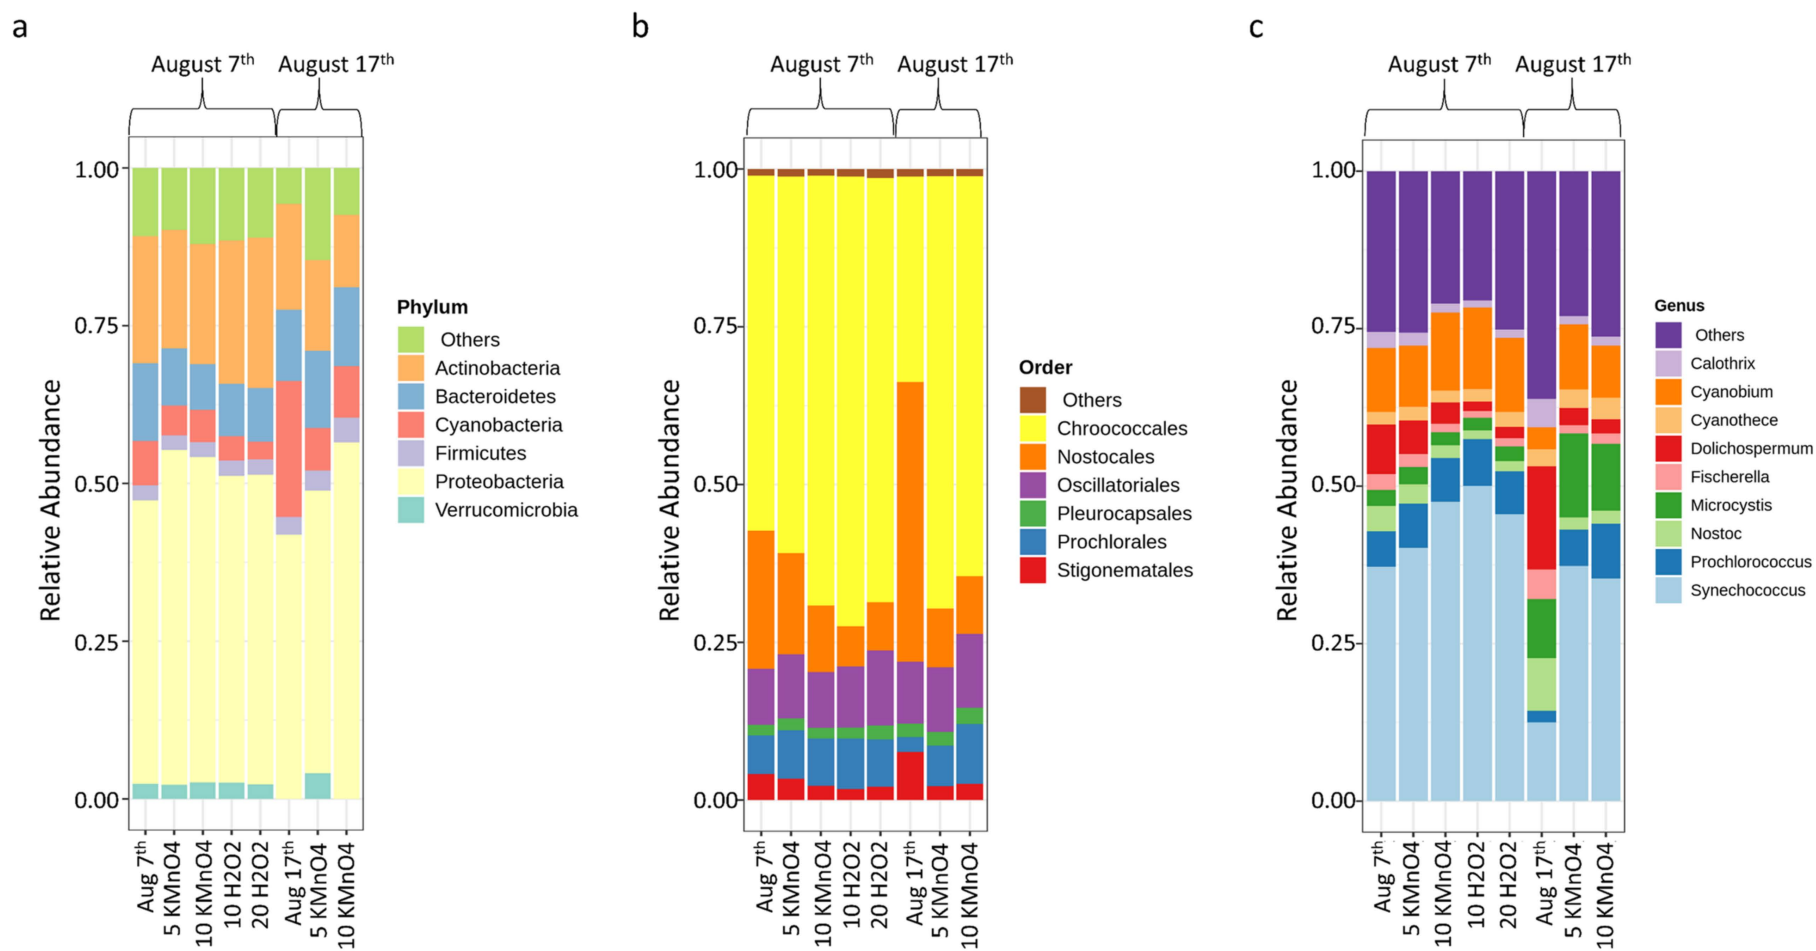 a
August 7th
August 17th
1.00
0.75
0.50
0.25
0.00
Relative Abundance
Aug 7th
5 KMnO4
10 KMnO4
10 H2O2
20 H2O2
Aug 17th
5 KMnO4
10 KMnO4
Phylum
Others
Actinobacteria
Bacteroidetes
Cyanobacteria
Firmicutes
Proteobacteria
Verrucomicrobia
b
August 7th
August 17th
1.00
0.75
0.50
0.25
0.00
Relative Abundance
Aug 7th
5 KMnO4
10 KMnO4
10 H2O2
20 H2O2
Aug 17th
5 KMnO4
10 KMnO4
Order
Others
Chroococcales
Nostocales
Oscillatoriales
Pleurocapsales
Prochlorales
Stigonematales
c
August 7th
August 17th
1.00
0.75
0.50
0.25
0.00
Relative Abundance
Aug 7th
5 KMnO4
10 KMnO4
10 H2O2
20 H2O2
Aug 17th
5 KMnO4
10 KMnO4
Genus
Others
Calothrix
Cyanobium
Cyanothece
Dolichospermum
Fischerella
Microcystis
Nostoc
Prochlorococcus
Synechococcus